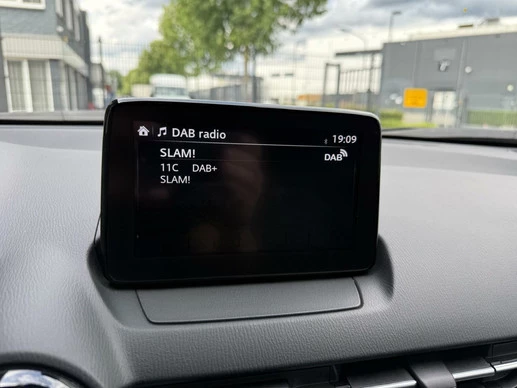 DAB radio
19:09
SLAM!
DAB
11C DAB+
SLAM!